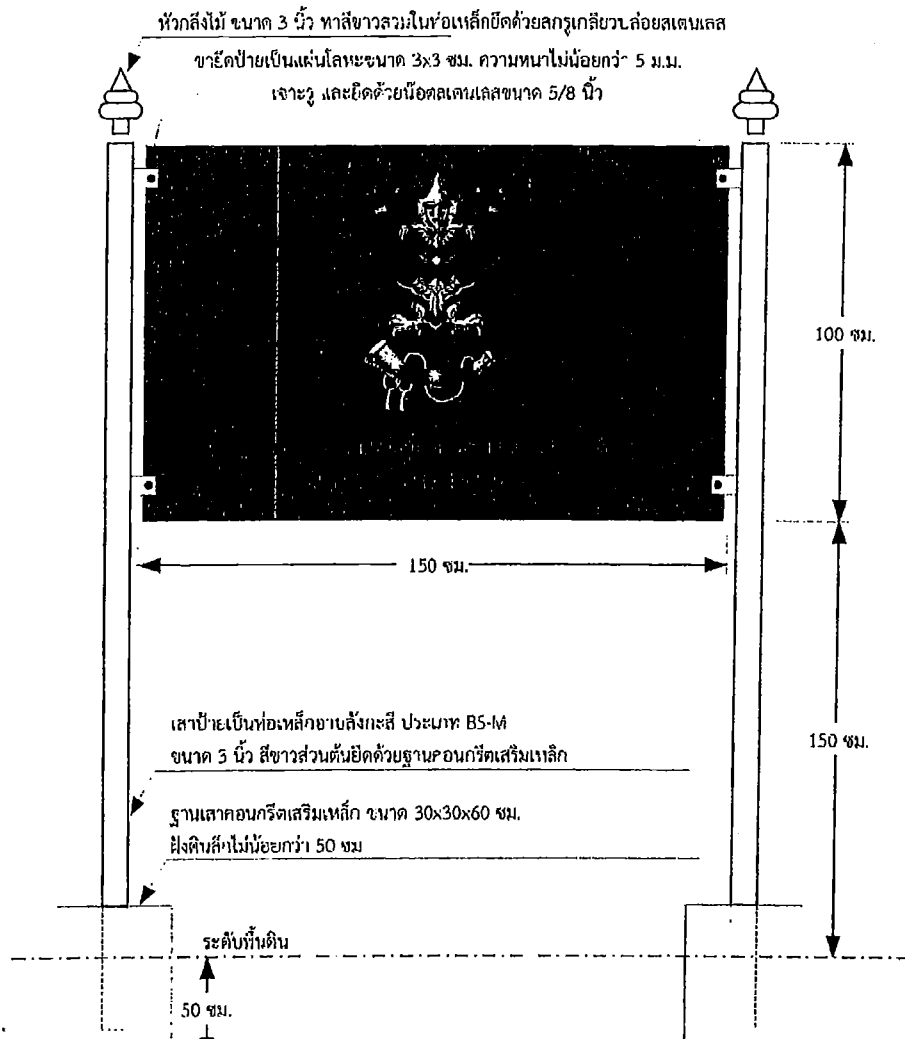 หัวกลึงไม้ ขนาด 3 นิ้ว ทาสีขาวสวมในท่อเหล็กยึดด้วยสกรูเกลียวปล่อยสเตนเลส
ขายึดป้ายเป็นแผ่นโลหะขนาด 3x3 ซม. ความหนาไม่น้อยกว่า 5 ม.ม.
เจาะรู และยึดด้วยน๊อตสเตนเลสขนาด 5/8 นิ้ว
100 ซม.
150 ซม.
เสาป้ายเป็นท่อเหล็กอาบสังกะสี ประเภท BS-M
ขนาด 3 นิ้ว สีขาวส่วนต้นยึดด้วยฐานคอนกรีตเสริมเหล็ก
150 ซม.
ฐานเสาคอนกรีตเสริมเหล็ก ขนาด 30x30x60 ซม.
ฝังดินลึกไม่น้อยกว่า 50 ซม
ระดับพื้นดิน
50 ซม.